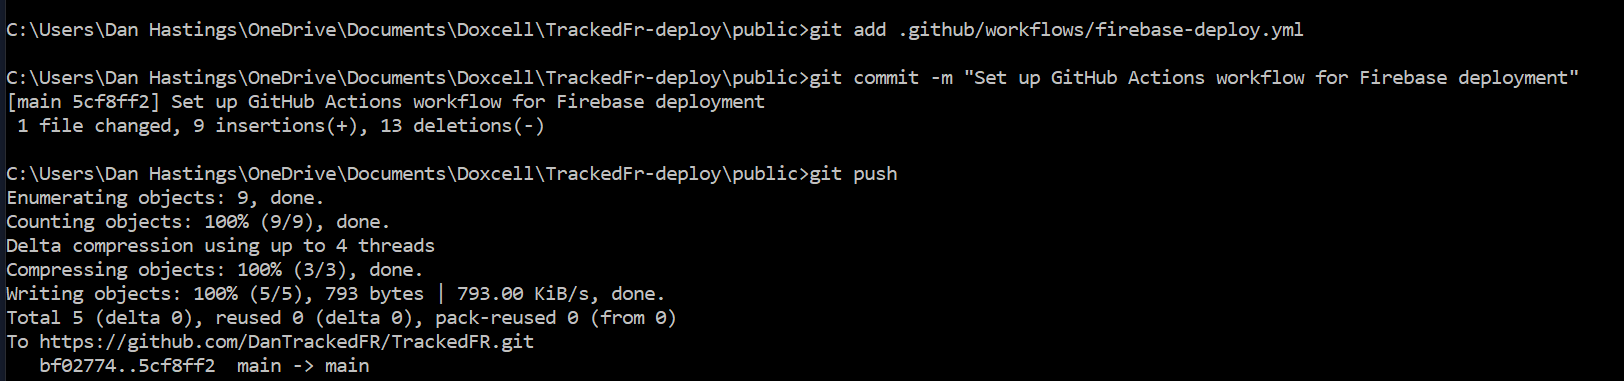 C:\Users\Dan Hastings\OneDrive\Documents\Doxcell\TrackedFr-deploy\public>git add .github/workflows/firebase-deploy.yml
C:\Users\Dan Hastings\OneDrive\Documents\Doxcell\TrackedFr-deploy\public>git commit -m "Set up GitHub Actions workflow for Firebase deployment"
[main 5cf8ff2] Set up GitHub Actions workflow for Firebase deployment
 1 file changed, 9 insertions(+), 13 deletions(-)
C:\Users\Dan Hastings\OneDrive\Documents\Doxcell\TrackedFr-deploy\public>git push
Enumerating objects: 9, done.
Counting objects: 100% (9/9), done.
Delta compression using up to 4 threads
Compressing objects: 100% (3/3), done.
Writing objects: 100% (5/5), 793 bytes | 793.00 KiB/s, done.
Total 5 (delta 0), reused 0 (delta 0), pack-reused 0 (from 0)
To https://github.com/DanTrackedFR/TrackedFR.git
   bf02774..5cf8ff2  main -> main